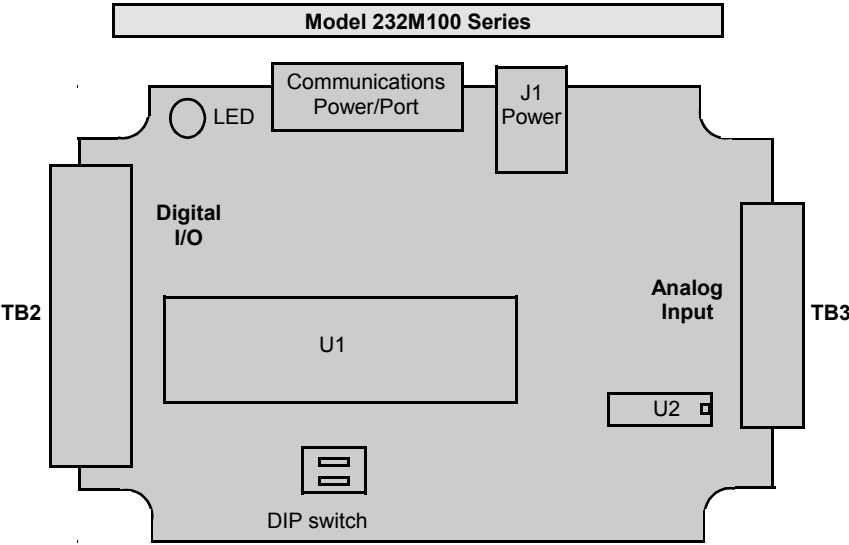 Model 232M100 Series
Communications
Power/Port
J1
Power
LED
Digital
I/O
Analog
Input
TB2
TB3
U1
U2
DIP switch